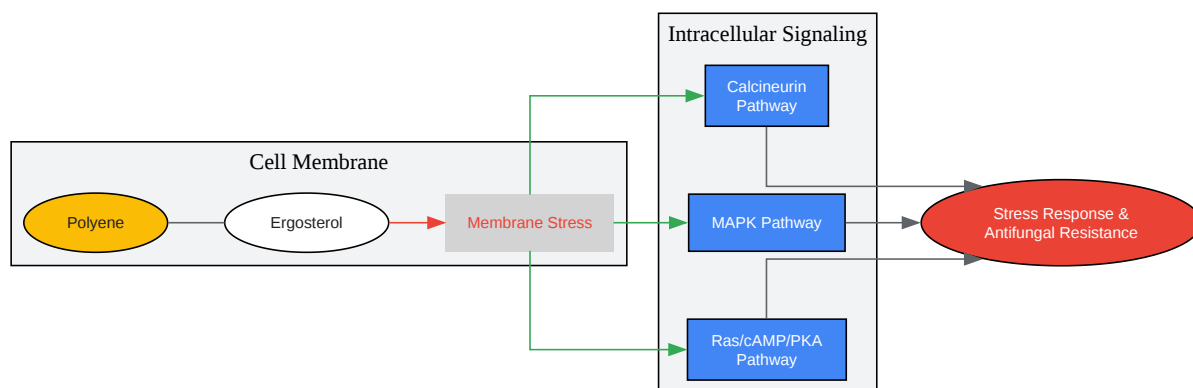 Intracellular Signaling
Calcineurin
Pathway
Cell Membrane
Polyene
Ergosterol
Membrane Stress
MAPK Pathway
Stress Response &
Antifungal Resistance
Ras/cAMP/PKA
Pathway